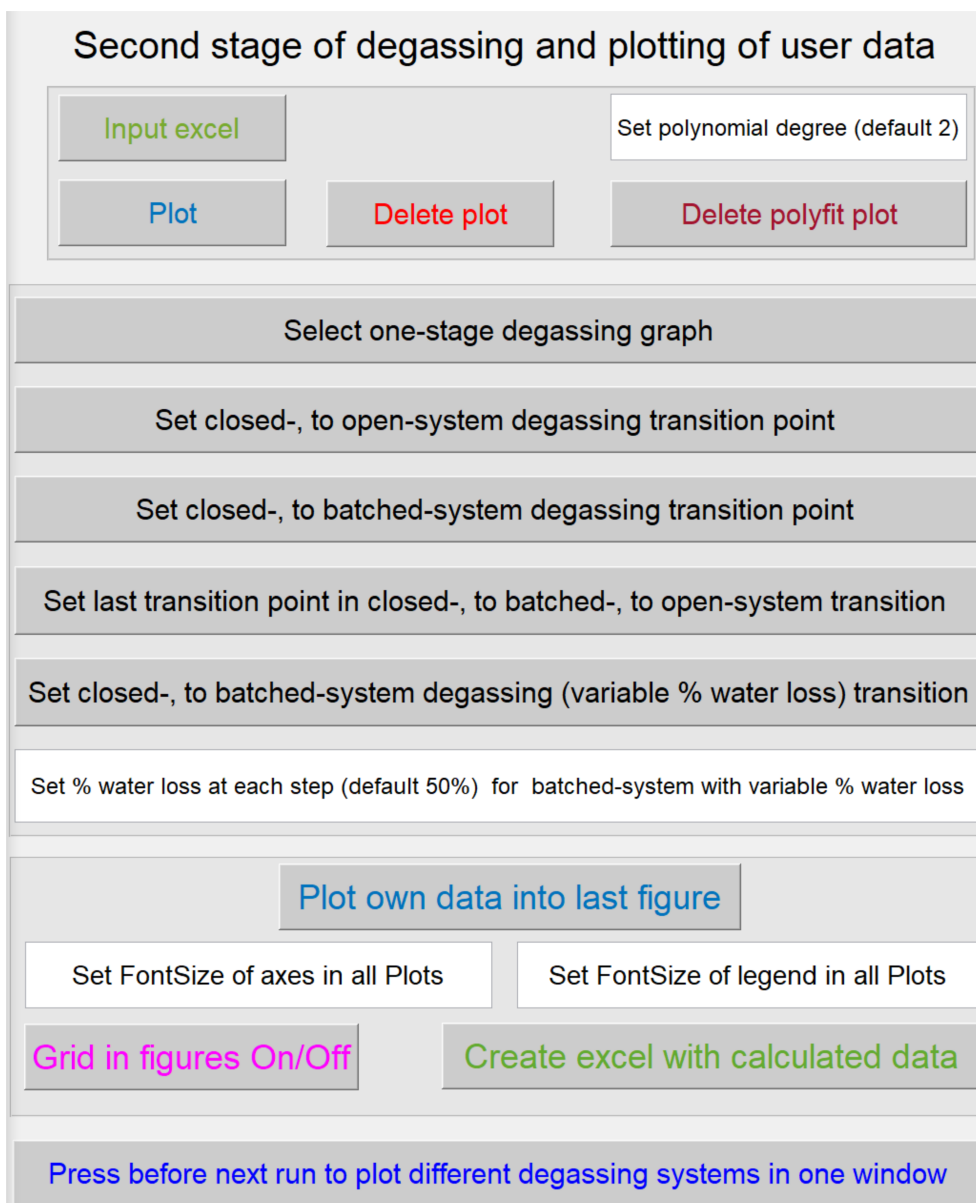 Second stage of degassing and plotting of user data
Input excel
Set polynomial degree (default 2)
Plot
Delete plot
Delete polyfit plot
Select one-stage degassing graph
Set closed-, to open-system degassing transition point
Set closed-, to batched-system degassing transition point
Set last transition point in closed-, to batched-, to open-system transition
Set closed-, to batched-system degassing (variable % water loss) transition
Set % water loss at each step (default 50%) for batched-system with variable % water loss
Plot own data into last figure
Set FontSize of axes in all Plots
Set FontSize of legend in all Plots
Grid in figures On/Off
Create excel with calculated data
Press before next run to plot different degassing systems in one window